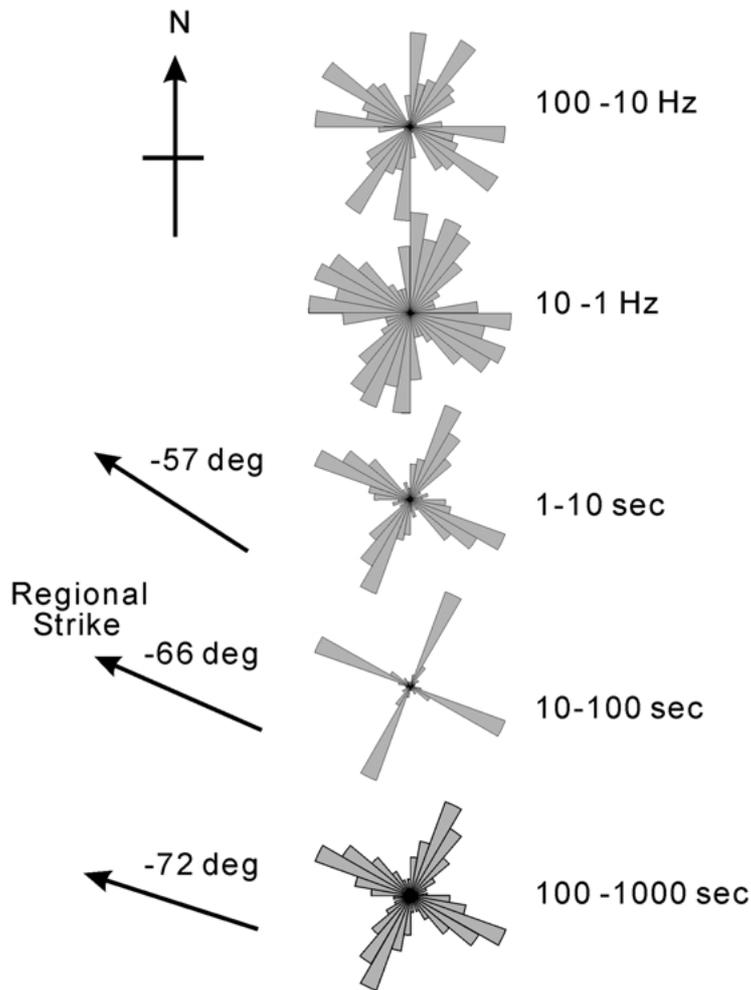 N
100 -10 Hz
10 -1 Hz
-57 deg
1-10 sec
Regional
Strike
-66 deg
10-100 sec
-72 deg
100 -1000 sec